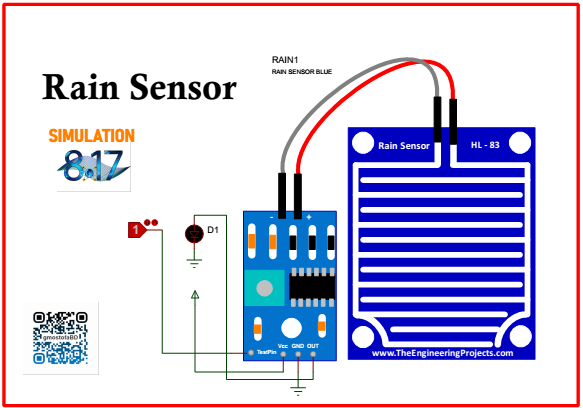 RAIN1
RAIN SENSOR BLUE
Rain Sensor
SIMULATION
8.17
Rain Sensor
HL - 83
1
D1
- +
gmostofaBD
TestPin
Vcc GND OUT
www.TheEngineeringProjects.com